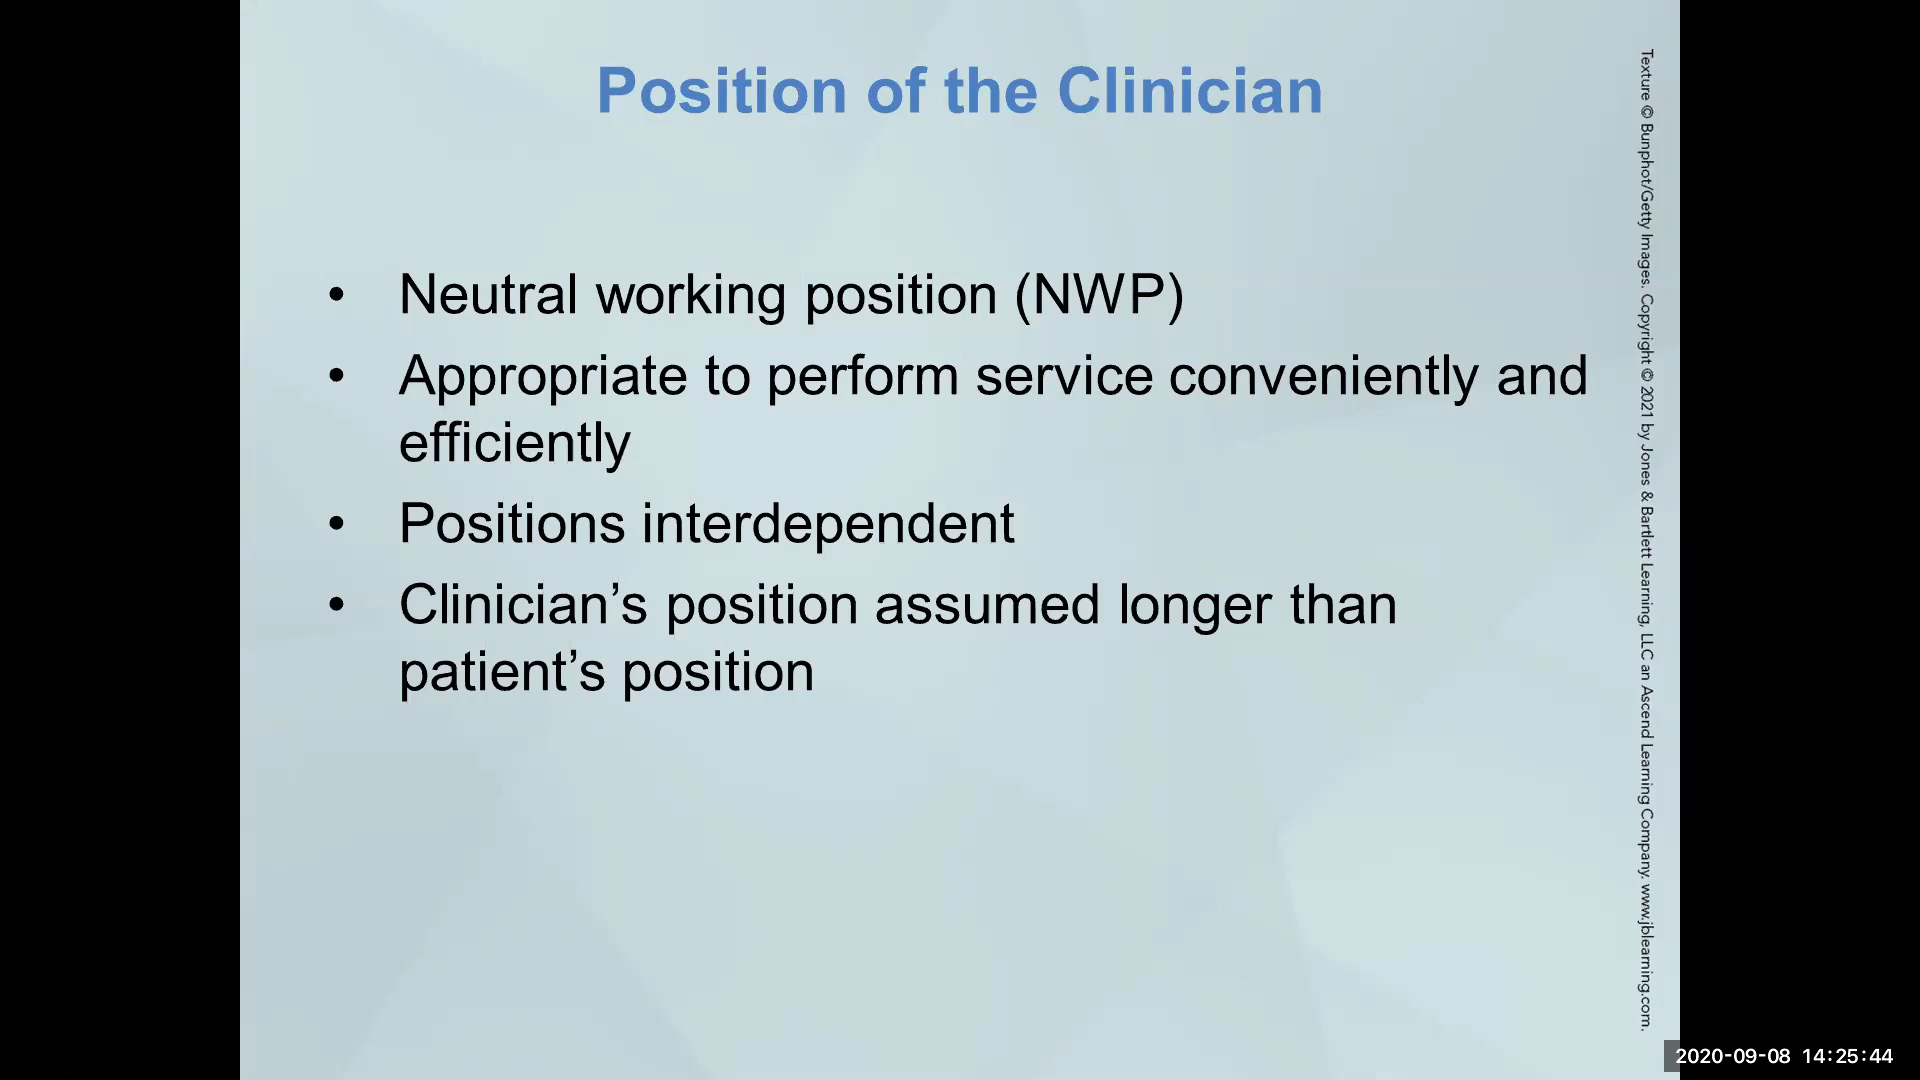 Position of the Clinician
• Neutral working position (NWP)
• Appropriate to perform service conveniently and
efficiently
• Positions interdependent
• Clinician’s position assumed longer than
patient’s position
Texture © Bunphot/Getty Images. Copyright © 2021 by Jones & Bartlett Learning, LLC an Ascend Learning Company. www.jblearning.com.
2020-09-08 14:25:44